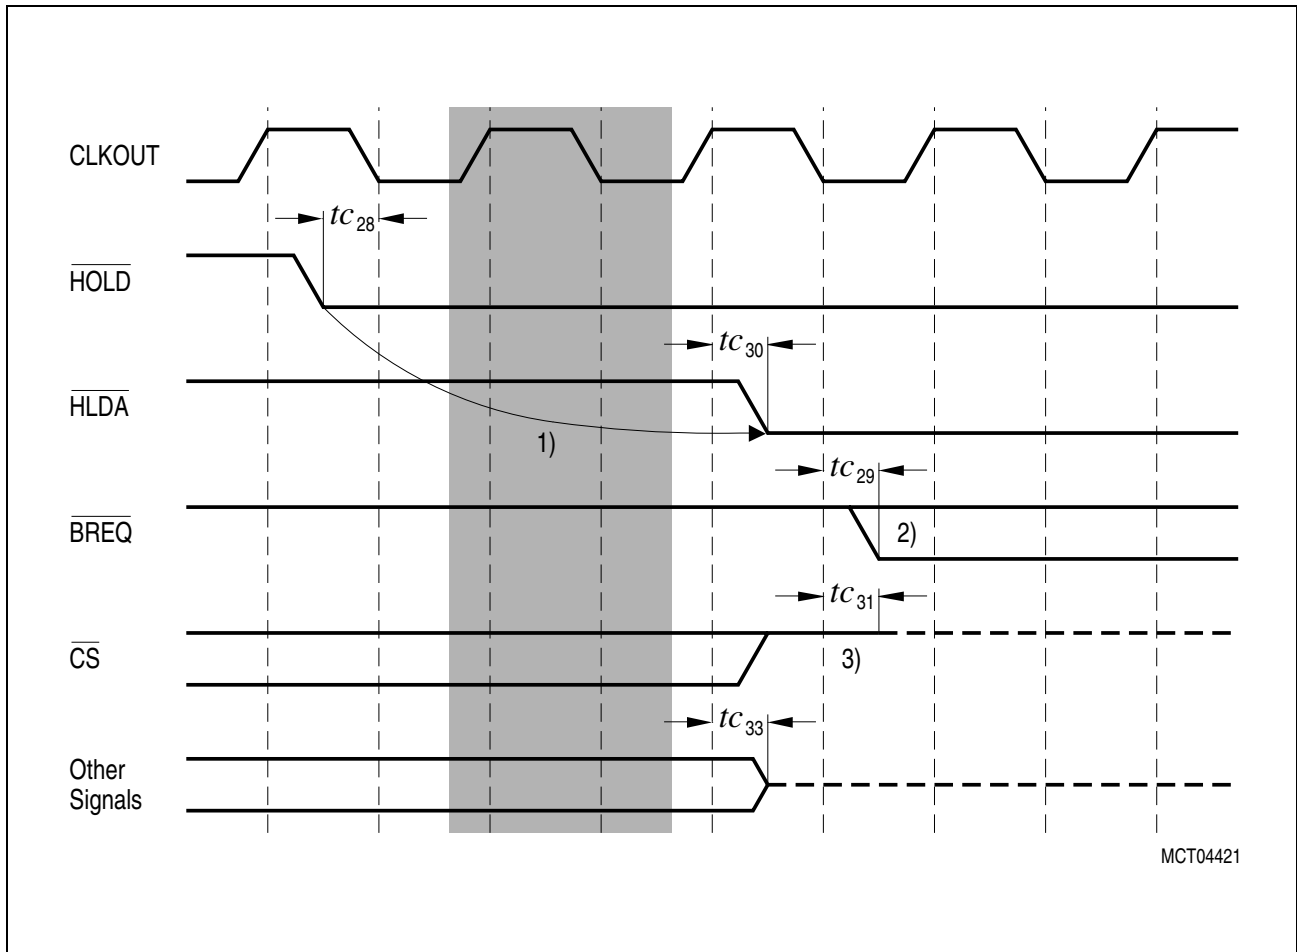 CLKOUT
tc28
HOLD
tc30
HLDA
1)
tc29
BREQ
2)
tc31
CS
3)
tc33
Other
Signals
MCT04421